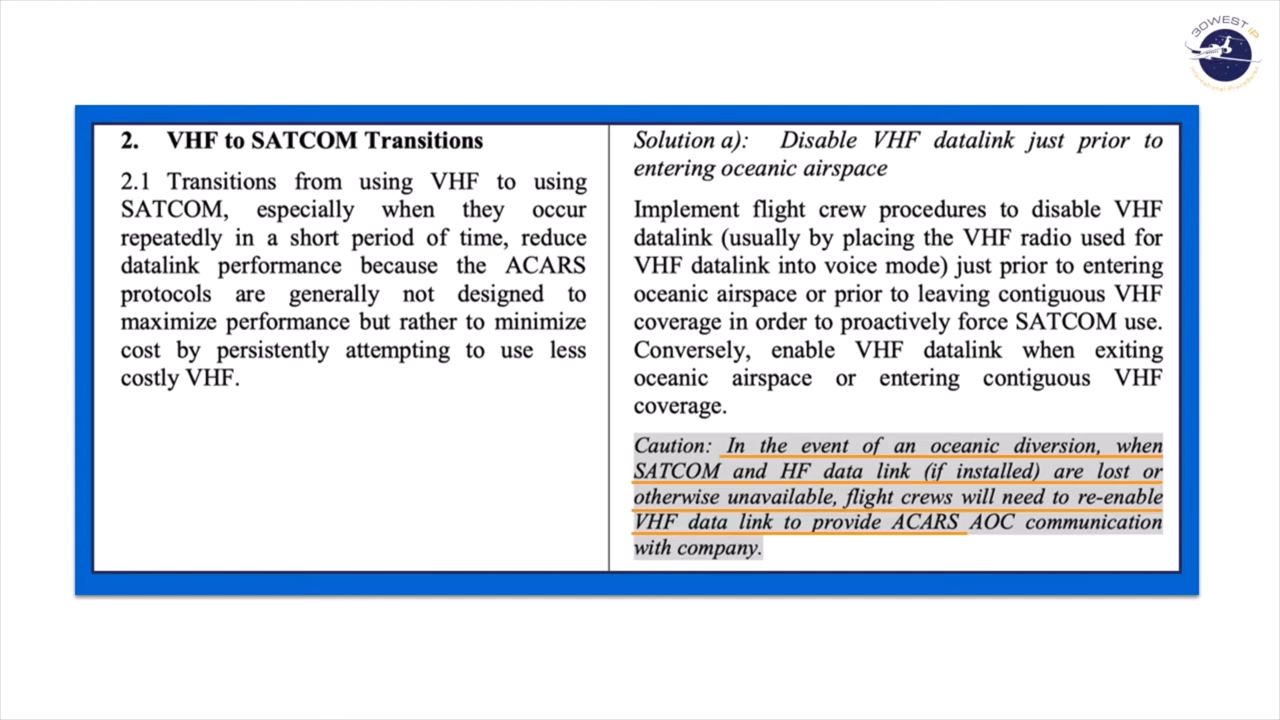 30WEST IP
International Procedures
2. VHF to SATCOM Transitions
2.1 Transitions from using VHF to using
SATCOM, especially when they occur
repeatedly in a short period of time, reduce
datalink performance because the ACARS
protocols are generally not designed to
maximize performance but rather to minimize
cost by persistently attempting to use less
costly VHF.
Solution a): Disable VHF datalink just prior to
entering oceanic airspace
Implement flight crew procedures to disable VHF
datalink (usually by placing the VHF radio used for
VHF datalink into voice mode) just prior to entering
oceanic airspace or prior to leaving contiguous VHF
coverage in order to proactively force SATCOM use.
Conversely, enable VHF datalink when exiting
oceanic airspace or entering contiguous VHF
coverage.
Caution: In the event of an oceanic diversion, when
SATCOM and HF data link (if installed) are lost or
otherwise unavailable, flight crews will need to re-enable
VHF data link to provide ACARS AOC communication
with company.